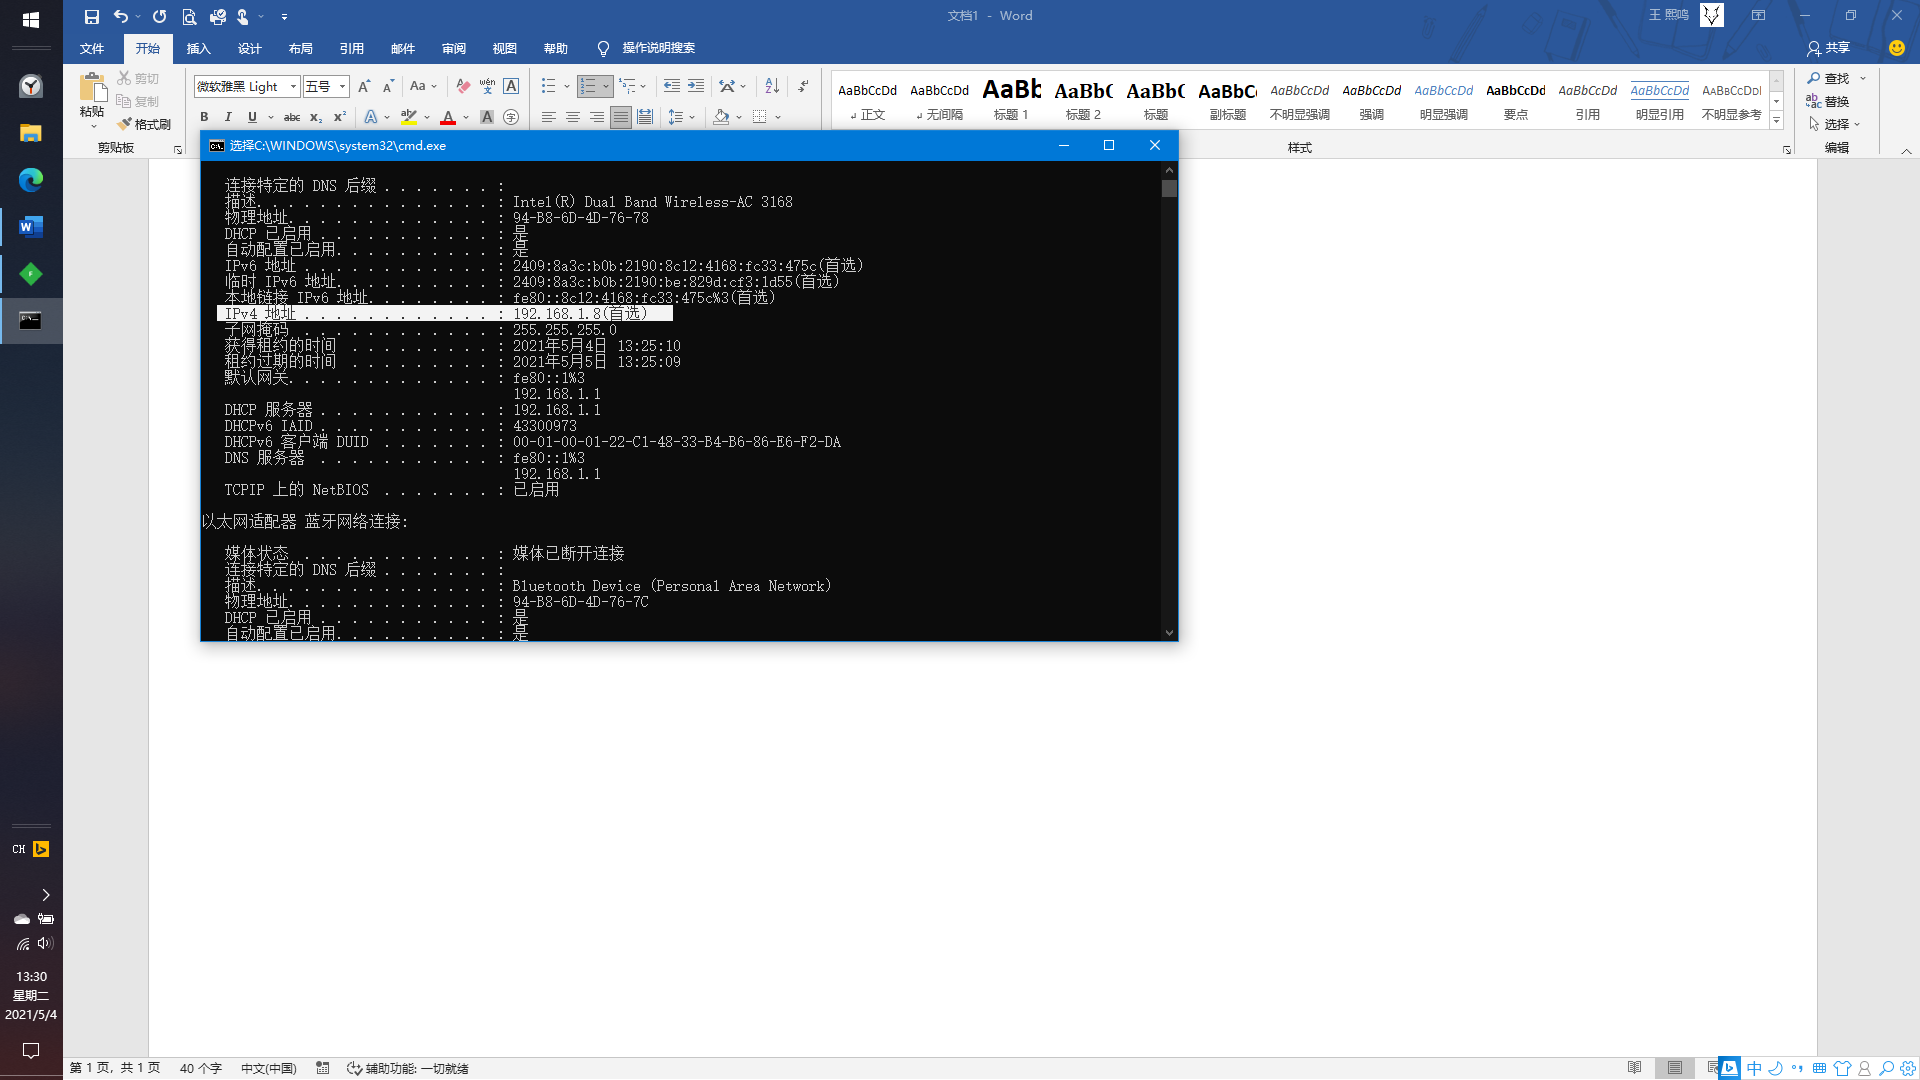 文档1 - Word
王 熙鸣
文件 开始 插入 设计 布局 引用 邮件 审阅 视图 帮助 操作说明搜索 共享
粘贴
剪切
复制
格式刷
剪贴板
微软雅黑 Light 五号
AaBbCcDd AaBbCcDd AaBb AaBbC AaBbC AaBbC AaBbCcDd AaBbCcDd AaBbCcDd AaBbCcDd AaBbCcDd AaBbCcDd AaBbCcDd
正文 无间隔 标题 1 标题 2 标题 副标题 不明显强调 强调 明显强调 要点 引用 明显引用 不明显参考
样式
查找
替换
选择
编辑
选择C:\WINDOWS\system32\cmd.exe
连接特定的 DNS 后缀 . . . . . . . :
描述. . . . . . . . . . . . . . . : Intel(R) Dual Band Wireless-AC 3168
物理地址. . . . . . . . . . . . . : 94-B8-6D-4D-76-78
DHCP 已启用 . . . . . . . . . . . : 是
自动配置已启用. . . . . . . . . . : 是
IPv6 地址 . . . . . . . . . . . . : 2409:8a3c:b0b:2190:8c12:4168:fc33:475c(首选)
临时 IPv6 地址. . . . . . . . . . : 2409:8a3c:b0b:2190:be:829d:cf3:1d55(首选)
本地链接 IPv6 地址. . . . . . . . : fe80::8c12:4168:fc33:475c%3(首选)
IPv4 地址 . . . . . . . . . . . . : 192.168.1.8(首选)
子网掩码 . . . . . . . . . . . . : 255.255.255.0
获得租约的时间 . . . . . . . . . : 2021年5月4日 13:25:10
租约过期的时间 . . . . . . . . . : 2021年5月5日 13:25:09
默认网关. . . . . . . . . . . . . : fe80::1%3
192.168.1.1
DHCP 服务器 . . . . . . . . . . . : 192.168.1.1
DHCPv6 IAID . . . . . . . . . . . : 43300973
DHCPv6 客户端 DUID . . . . . . . : 00-01-00-01-22-C1-48-33-B4-B6-86-E6-F2-DA
DNS 服务器 . . . . . . . . . . . : fe80::1%3
192.168.1.1
TCPIP 上的 NetBIOS . . . . . . . : 已启用
以太网适配器 蓝牙网络连接:
媒体状态 . . . . . . . . . . . . : 媒体已断开连接
连接特定的 DNS 后缀 . . . . . . . :
描述. . . . . . . . . . . . . . . : Bluetooth Device (Personal Area Network)
物理地址. . . . . . . . . . . . . : 94-B8-6D-4D-76-7C
DHCP 已启用 . . . . . . . . . . . : 是
自动配置已启用. . . . . . . . . . : 是
CH
13:30
星期二
2021/5/4
第 1 页，共 1 页 40 个字 中文(中国) 辅助功能: 一切就绪
中